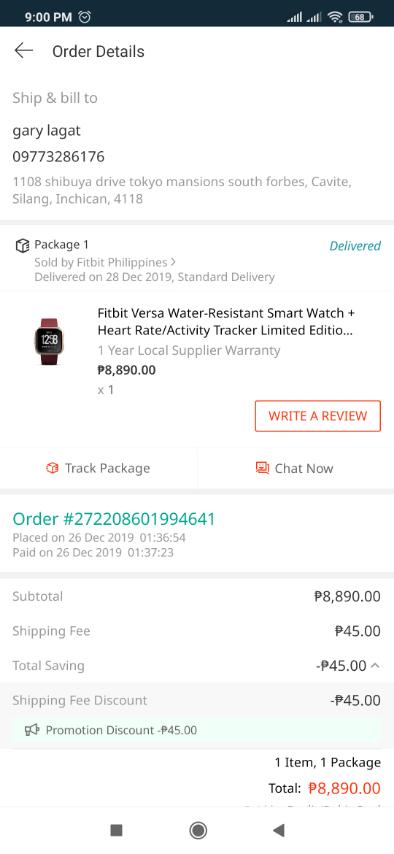 9:00 PM
68
Order Details
Ship & bill to
gary lagat
09773286176
1108 shibuya drive tokyo mansions south forbes, Cavite,
Silang, Inchican, 4118
Package 1
Delivered
Sold by Fitbit Philippines >
Delivered on 28 Dec 2019, Standard Delivery
Fitbit Versa Water-Resistant Smart Watch +
Heart Rate/Activity Tracker Limited Editio...
1 Year Local Supplier Warranty
₱8,890.00
x 1
WRITE A REVIEW
Track Package
Chat Now
Order #272208601994641
Placed on 26 Dec 2019 01:36:54
Paid on 26 Dec 2019 01:37:23
Subtotal
₱8,890.00
Shipping Fee
₱45.00
Total Saving
-₱45.00
Shipping Fee Discount
-₱45.00
Promotion Discount -₱45.00
1 Item, 1 Package
Total: ₱8,890.00